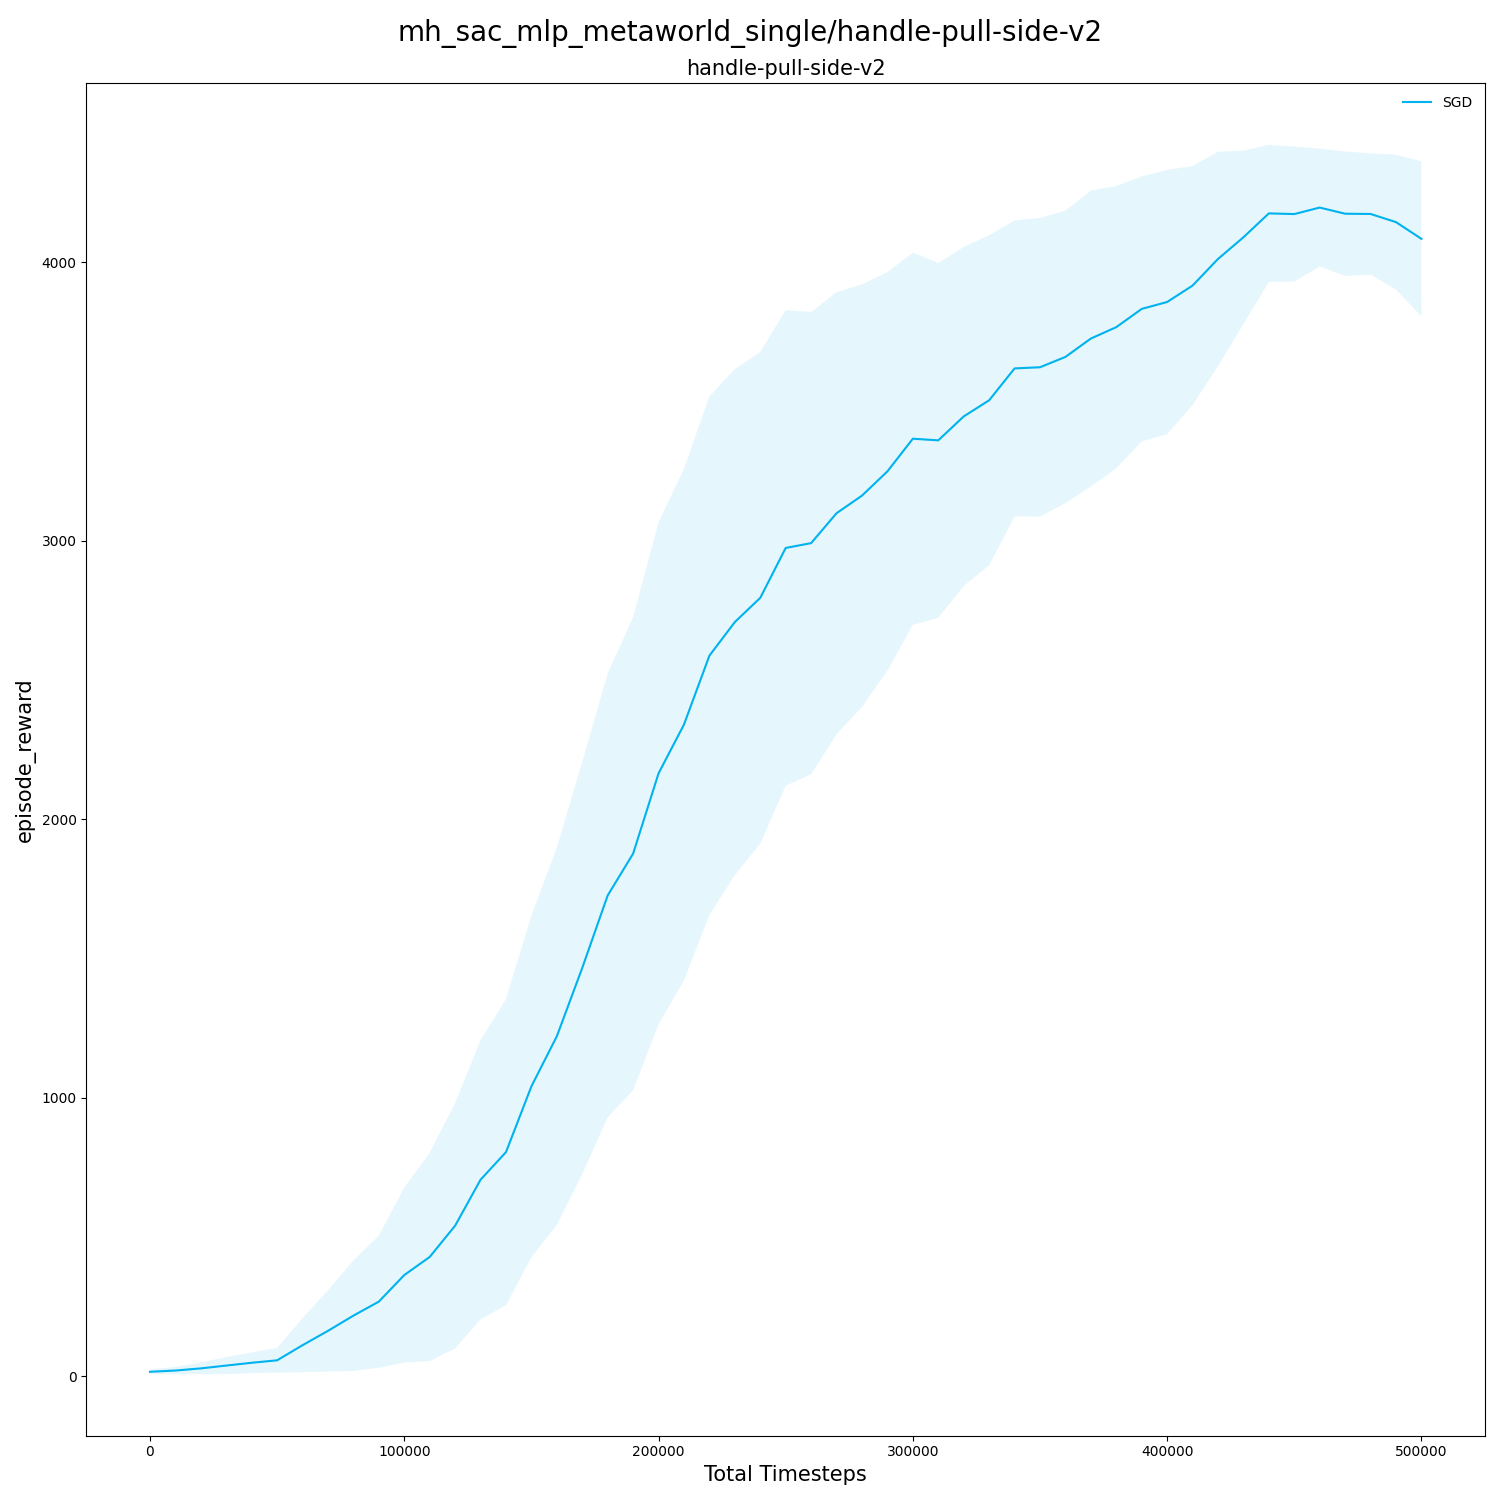 mh_sac_mlp_metaworld_single/handle-pull-side-v2
handle-pull-side-v2
SGD
episode_reward
4000
3000
2000
1000
0
0 100000 200000 300000 400000 500000
Total Timesteps